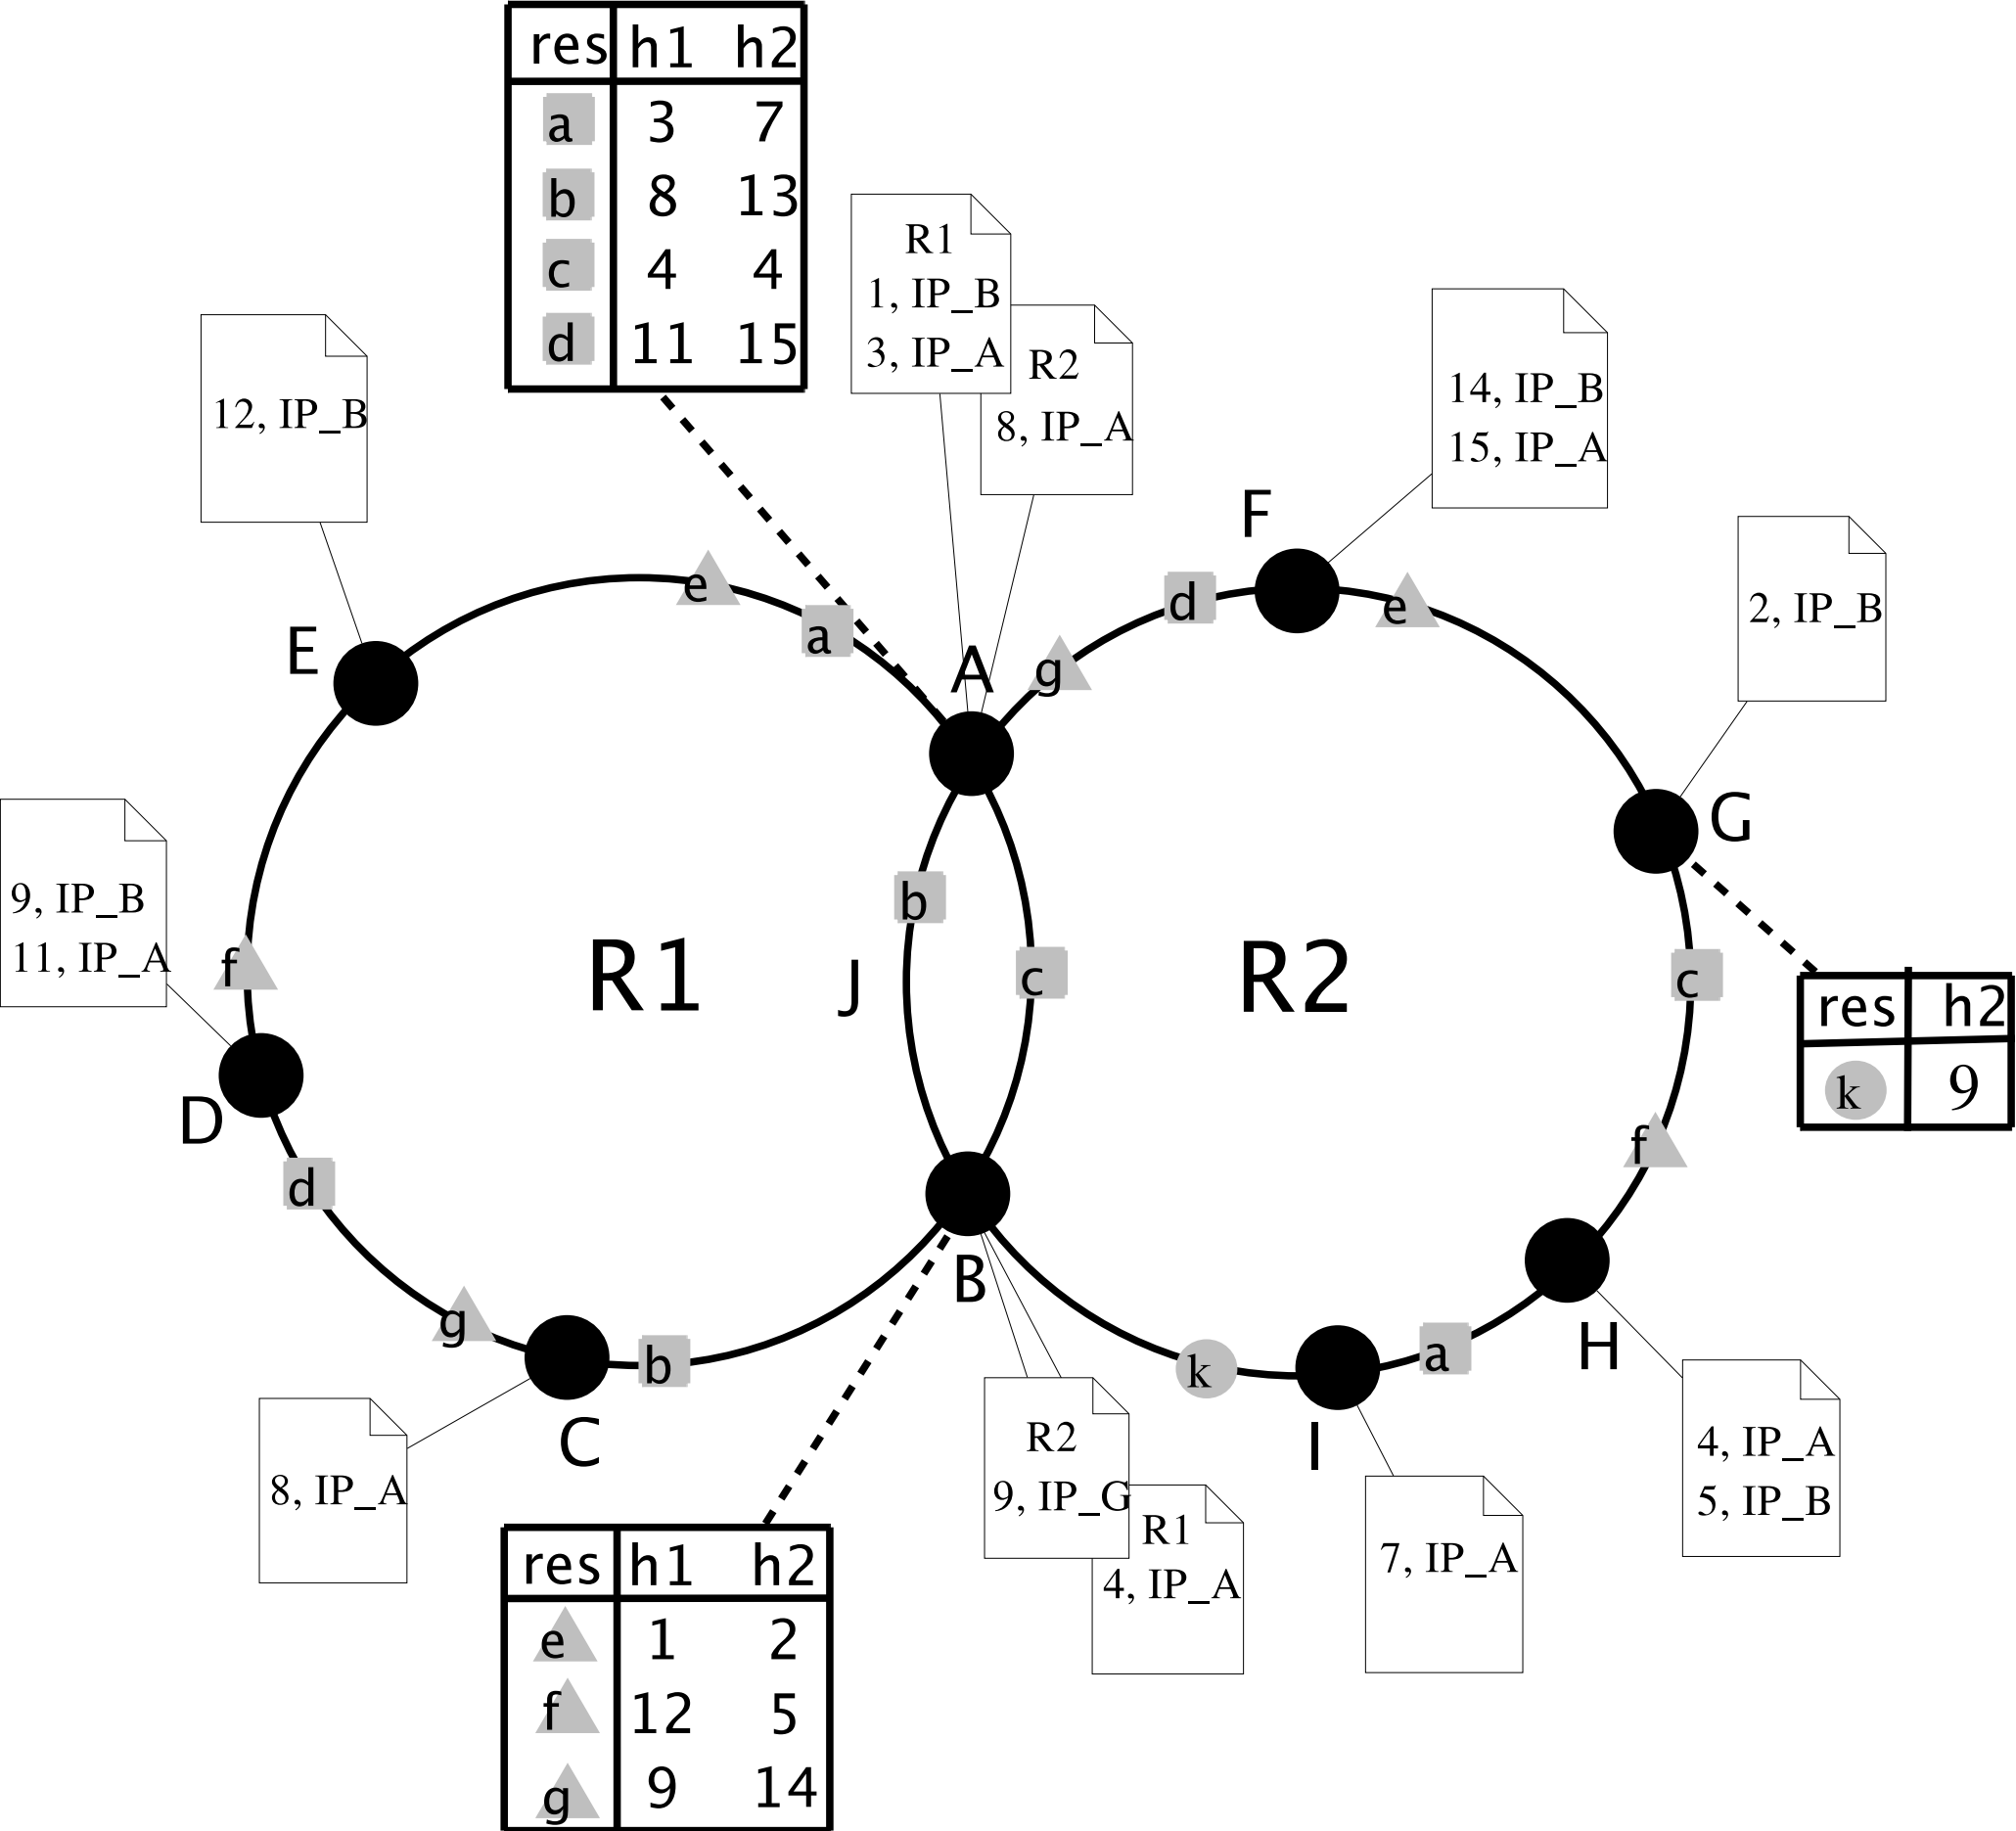 res h1 h2
a 3 7
b 8 13
c 4 4
d 11 15
R1
1, IP_B
3, IP_A
R2
8, IP_A
12, IP_B
14, IP_B
15, IP_A
2, IP_B
9, IP_B
11, IP_A
E
e
a
A
g
d
F
e
G
b
J
c
R1
R2
c
f
D
d
f
res h2
k 9
g
C
b
B
k
I
a
H
8, IP_A
R2
9, IP_G
R1
4, IP_A
7, IP_A
4, IP_A
5, IP_B
res h1 h2
e 1 2
f 12 5
g 9 14